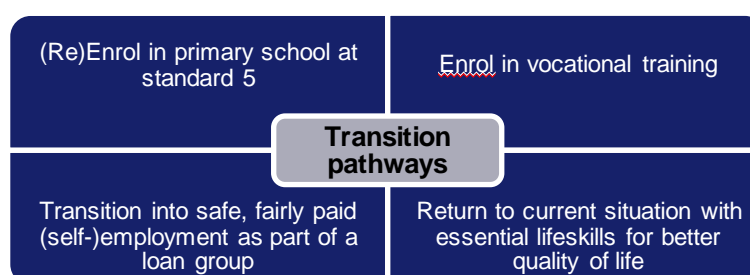 (Re)Enrol in primary school at
standard 5
Enrol in vocational training
Transition
pathways
Transition into safe, fairly paid
(self-)employment as part of a
loan group
Return to current situation with
essential lifeskills for better
quality of life